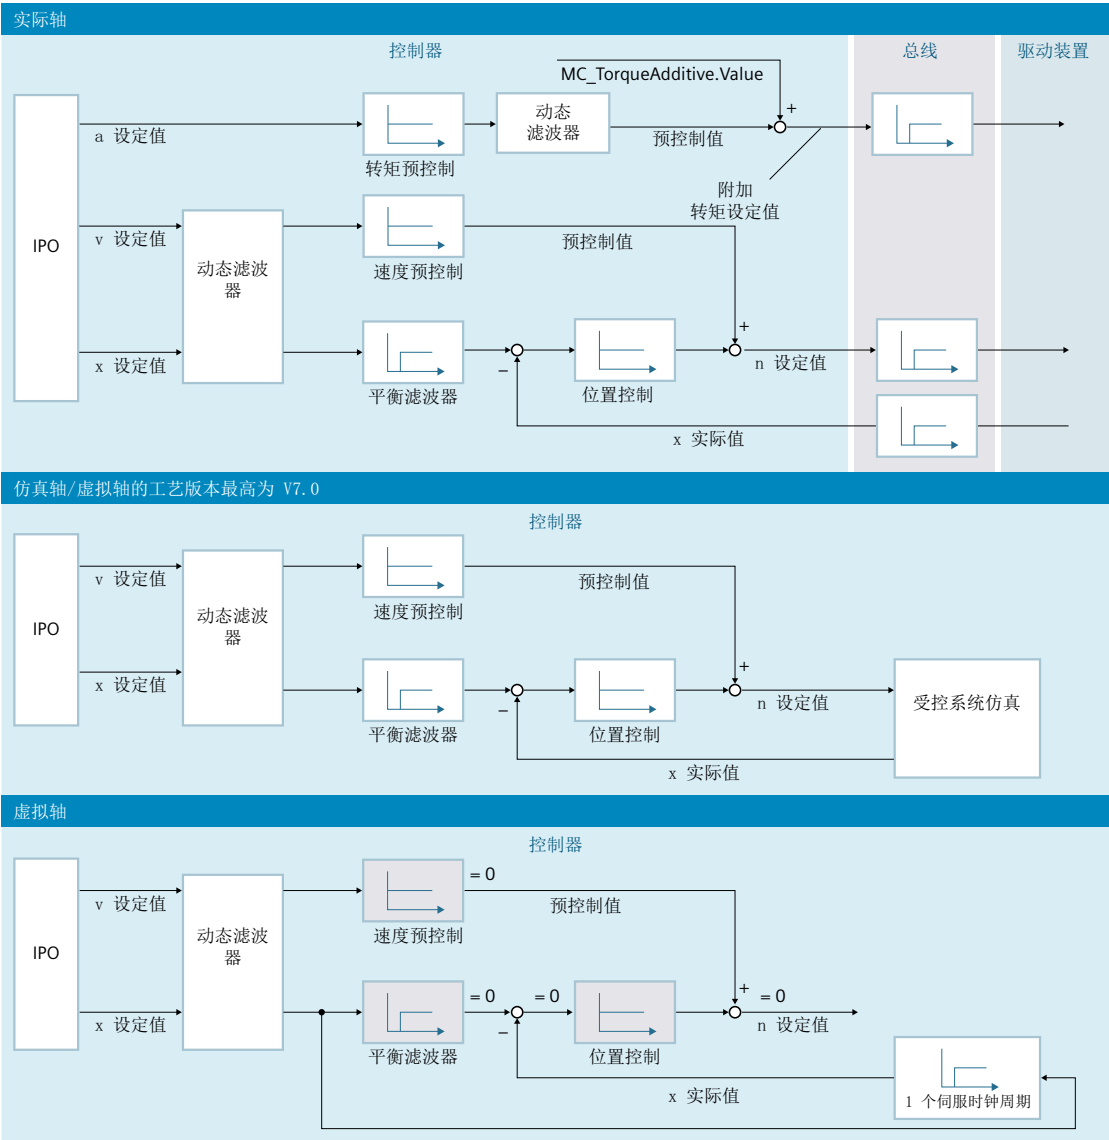 实际轴
控制器
总线
驱动装置
MC_TorqueAdditive.Value
+
a 设定值
动态
滤波器
预控制值
转矩预控制
附加
转矩设定值
IPO
v 设定值
动态滤波
器
预控制值
速度预控制
+
x 设定值
平衡滤波器
−
位置控制
n 设定值
x 实际值
仿真轴/虚拟轴的工艺版本最高为 V7.0
控制器
IPO
v 设定值
动态滤波
器
预控制值
速度预控制
+
x 设定值
平衡滤波器
−
位置控制
n 设定值
受控系统仿真
x 实际值
虚拟轴
控制器
IPO
v 设定值
动态滤波
器
= 0
预控制值
速度预控制
+
x 设定值
= 0
= 0
= 0
平衡滤波器
−
位置控制
n 设定值
x 实际值
1 个伺服时钟周期